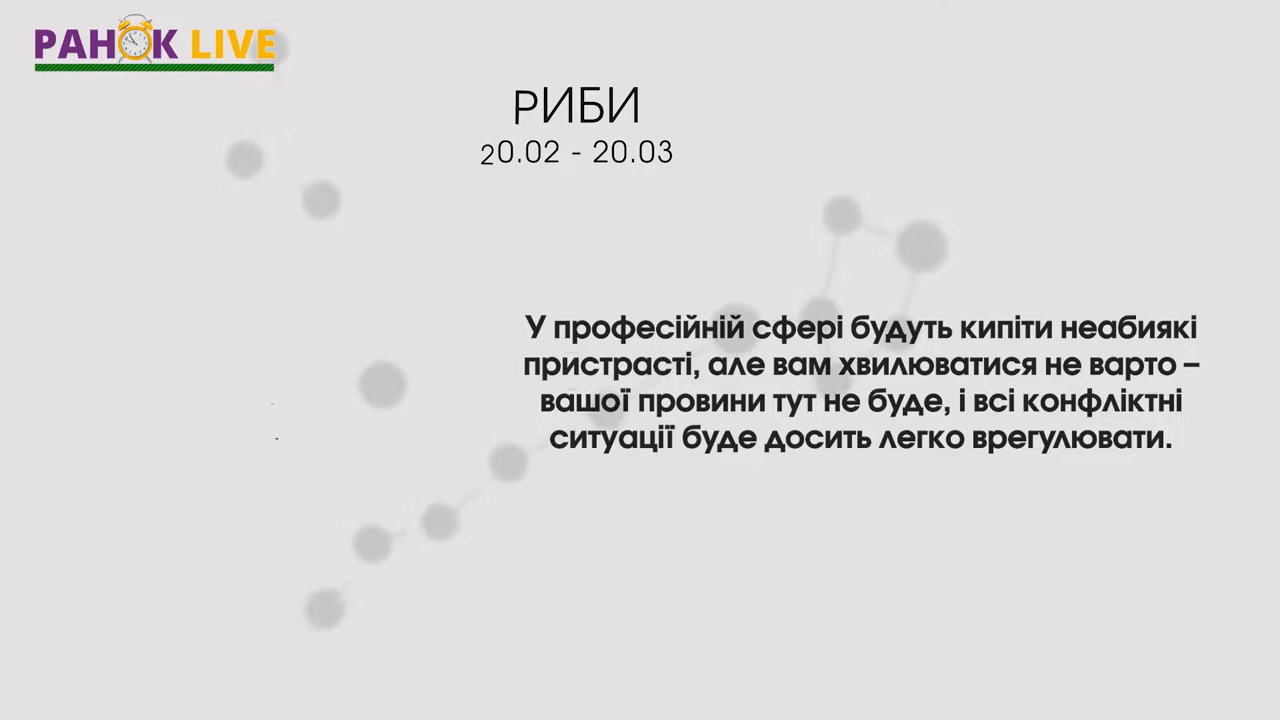 РАНОК LIVE
РИБИ
20.02 - 20.03
У професійній сфері будуть кипіти неабиякі
пристрасті, але вам хвилюватися не варто –
вашої провини тут не буде, і всі конфліктні
ситуації буде досить легко врегулювати.